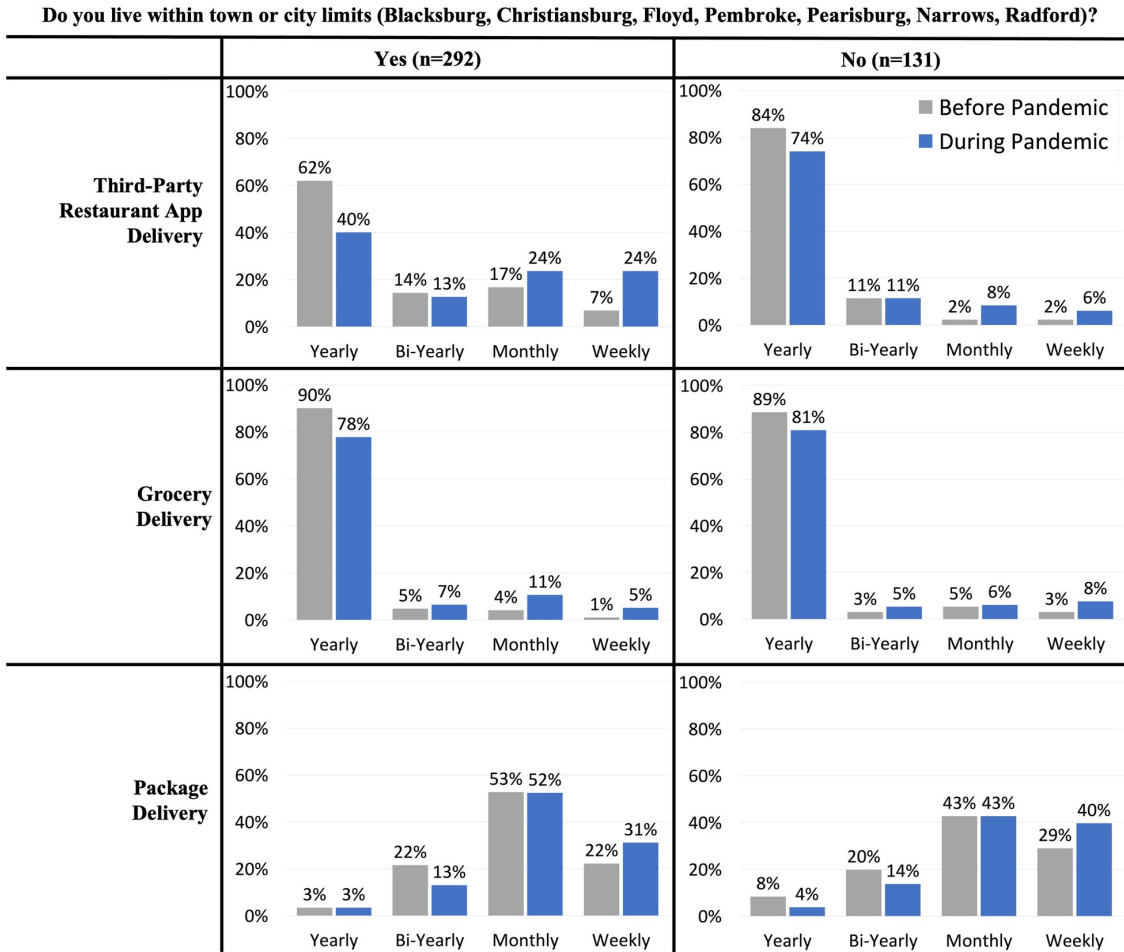 Do you live within town or city limits (Blacksburg, Christiansburg, Floyd, Pembroke, Pearisburg, Narrows, Radford)?
Yes (n=292)
No (n=131)
Third-Party
Restaurant App
Delivery
100%
80%
60%
40%
20%
0%
62%
40%
14%
13%
17%
24%
7%
24%
Yearly
Bi-Yearly
Monthly
Weekly
100%
80%
60%
40%
20%
0%
84%
74%
11%
11%
2%
8%
2%
6%
Before Pandemic
During Pandemic
Yearly
Bi-Yearly
Monthly
Weekly
Grocery
Delivery
100%
80%
60%
40%
20%
0%
90%
78%
5%
7%
4%
11%
1%
5%
Yearly
Bi-Yearly
Monthly
Weekly
100%
80%
60%
40%
20%
0%
89%
81%
3%
5%
5%
6%
3%
8%
Yearly
Bi-Yearly
Monthly
Weekly
Package
Delivery
100%
80%
60%
40%
20%
0%
3%
3%
22%
13%
53%
52%
22%
31%
Yearly
Bi-Yearly
Monthly
Weekly
100%
80%
60%
40%
20%
0%
8%
4%
20%
14%
43%
43%
29%
40%
Yearly
Bi-Yearly
Monthly
Weekly